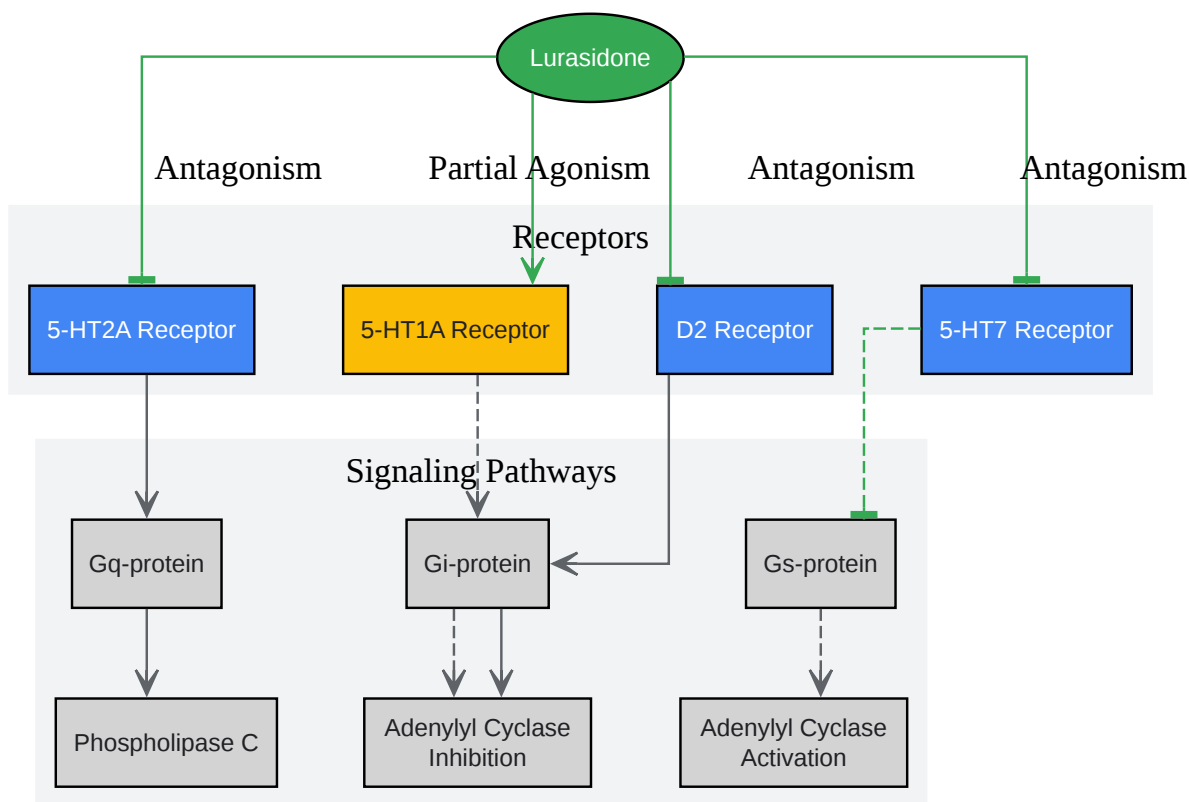 Lurasidone
Antagonism
Partial Agonism
Antagonism
Antagonism
Receptors
5-HT2A Receptor
5-HT1A Receptor
D2 Receptor
5-HT7 Receptor
Signaling Pathways
Gq-protein
Gi-protein
Gs-protein
Phospholipase C
Adenylyl Cyclase
Inhibition
Adenylyl Cyclase
Activation